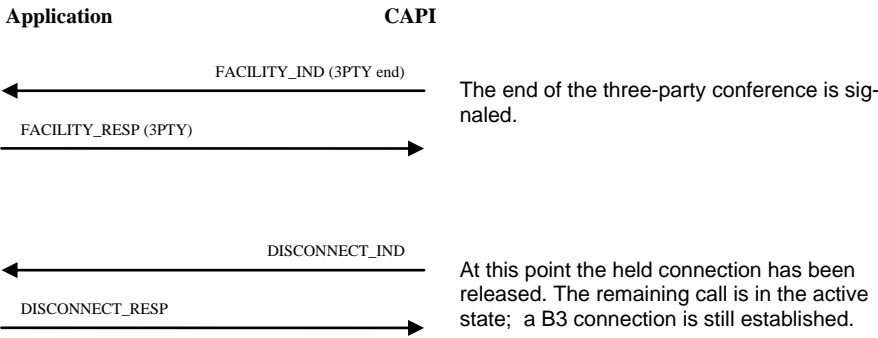 Application CAPI
FACILITY_IND (3PTY end)
The end of the three-party conference is sig-
naled.
FACILITY_RESP (3PTY)
DISCONNECT_IND
At this point the held connection has been
released. The remaining call is in the active
DISCONNECT_RESP
state;  a B3 connection is still established.